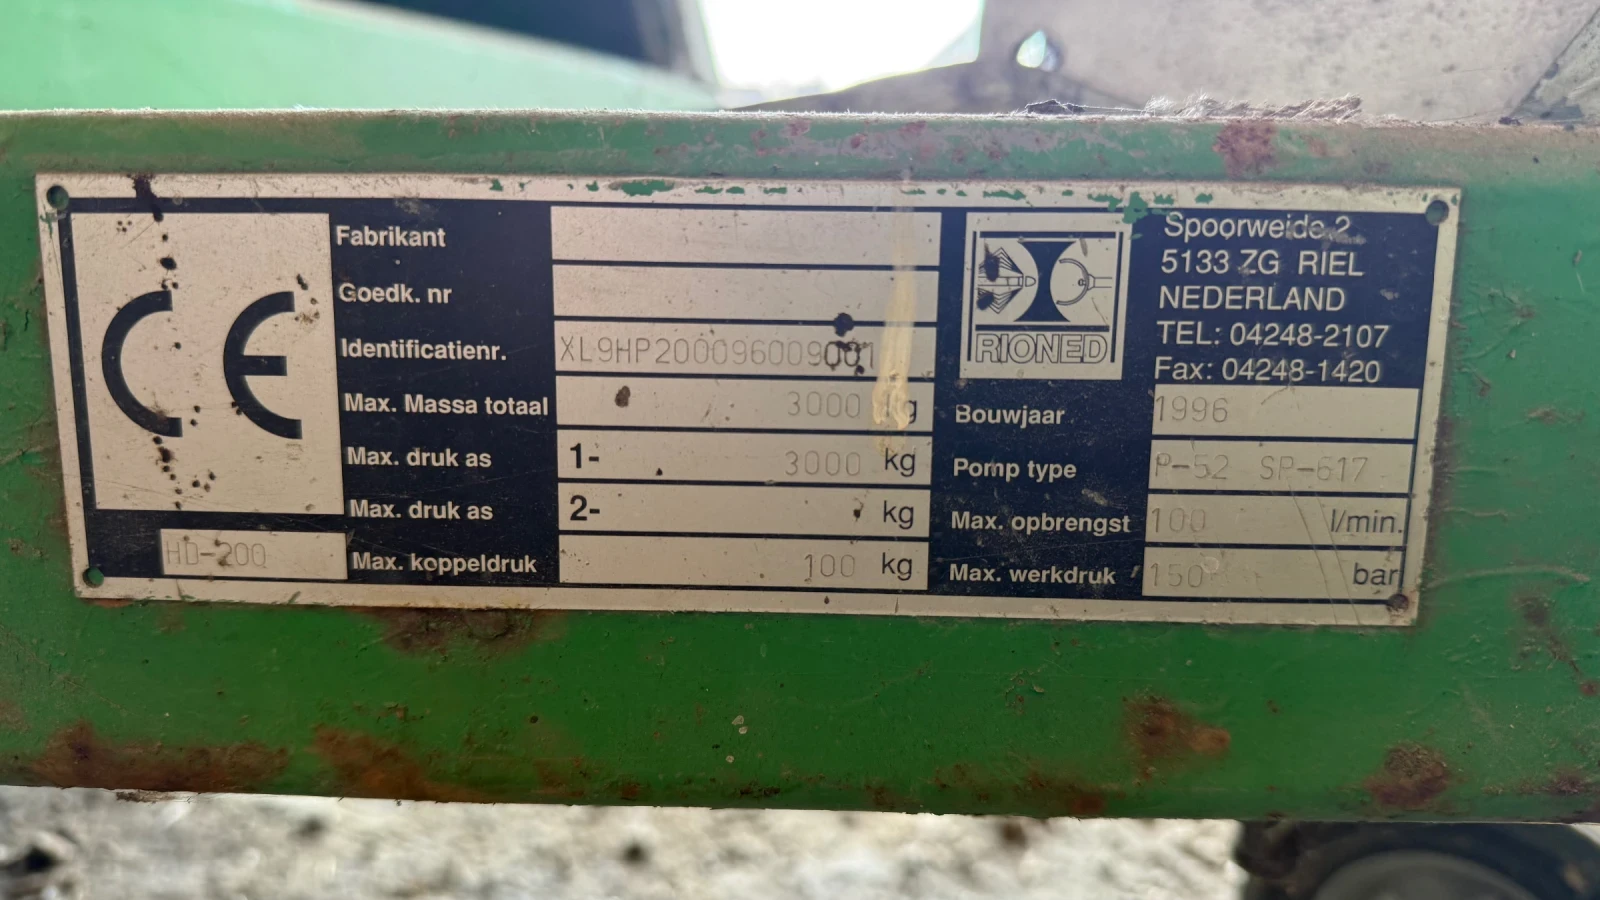 CE
HD-200
Fabrikant
Goedk. nr
Identificatienr. XL9HP200096009001
Max. Massa totaal 3000 kg
Max. druk as 1- 3000 kg
Max. druk as 2- kg
Max. koppeldruk 100 kg
RIONED
Spoorweide 2
5133 ZG RIEL
NEDERLAND
TEL: 04248-2107
Fax: 04248-1420
Bouwjaar 1996
Pomp type P-52 SP-617
Max. opbrengst 100 l/min.
Max. werkdruk 150 bar